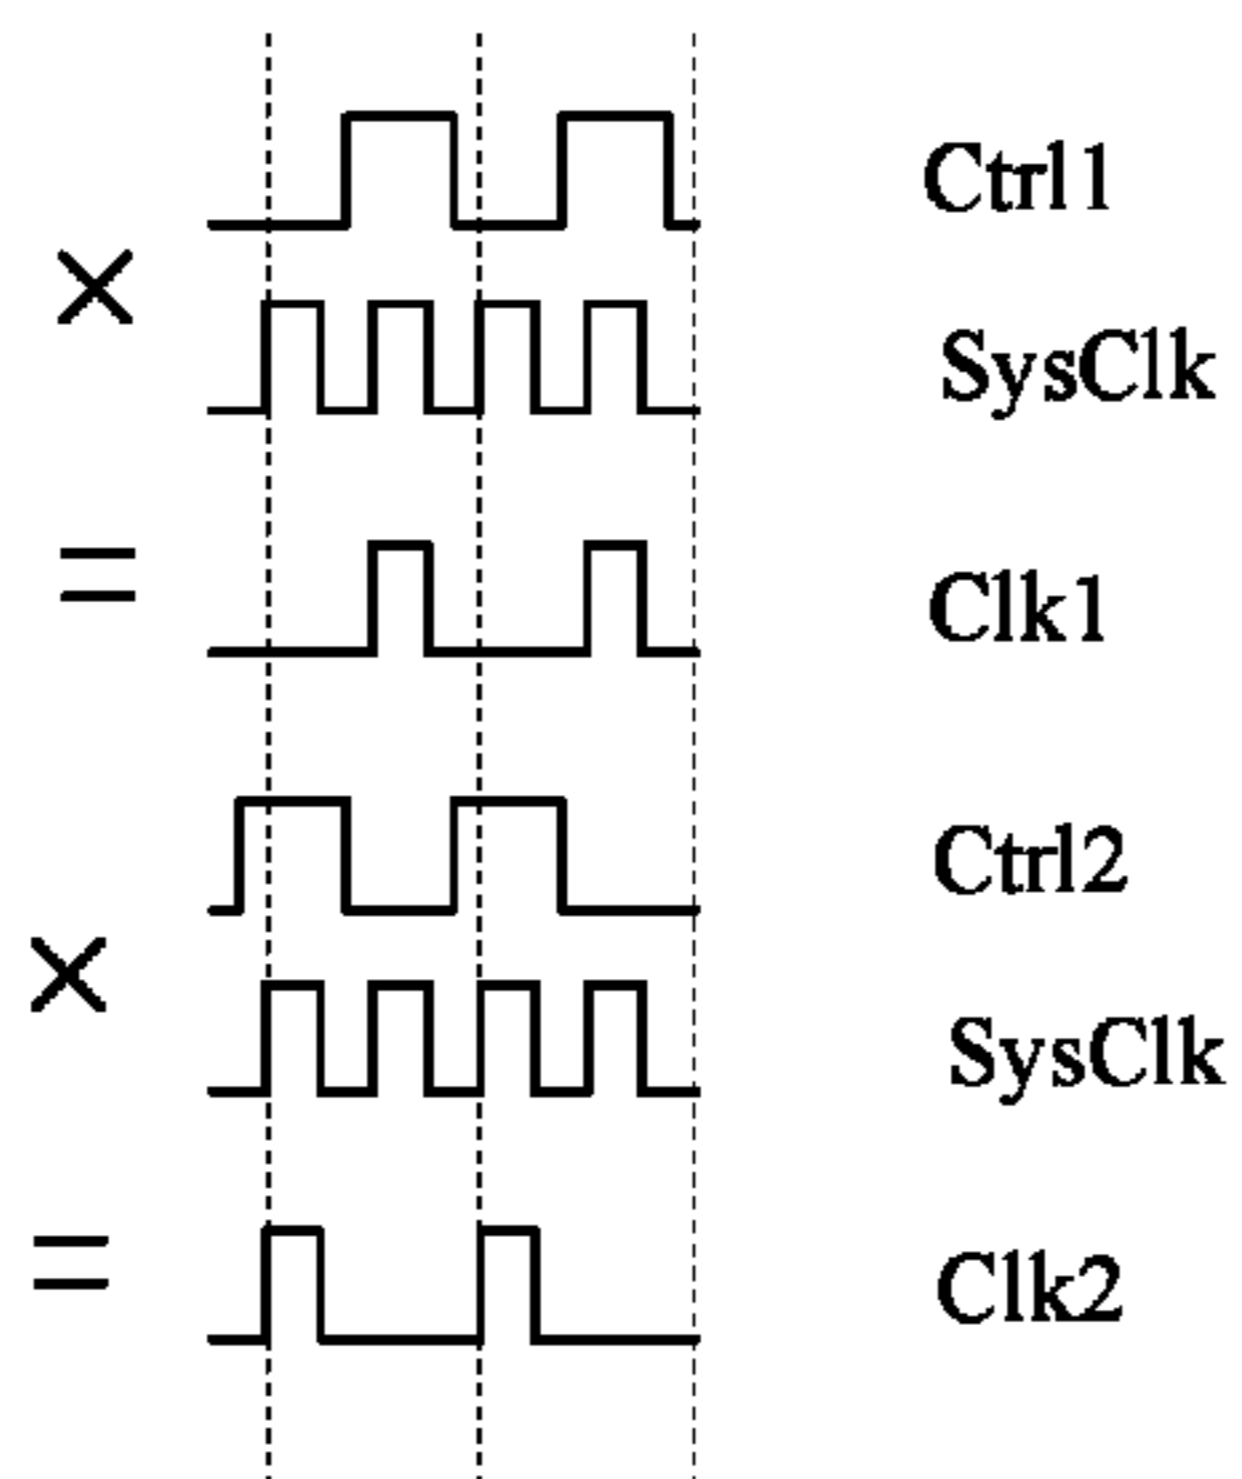 Ctrl1
×
SysClk
=
Clk1
Ctrl2
×
SysClk
=
Clk2